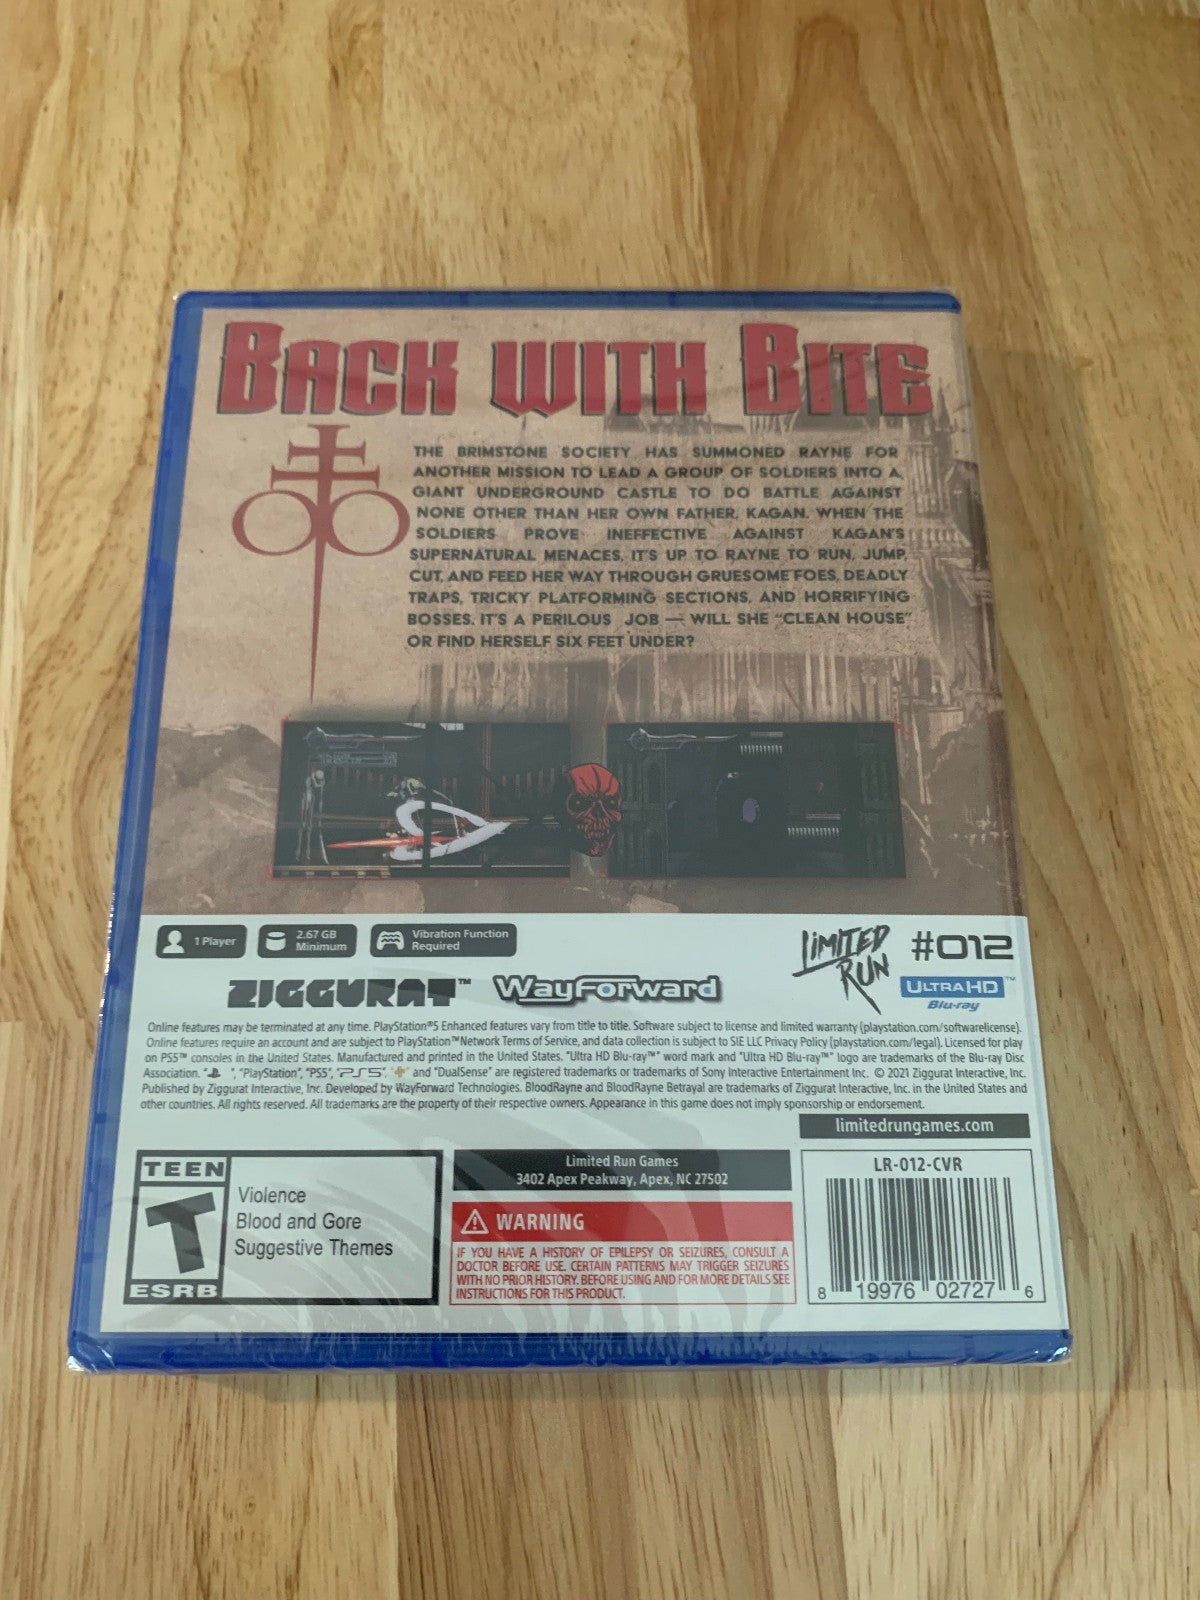 BACK WITH BITE
THE BRIMSTONE SOCIETY HAS SUMMONED RAYNE FOR
ANOTHER MISSION TO LEAD A GROUP OF SOLDIERS INTO A
GIANT UNDERGROUND CASTLE TO DO BATTLE AGAINST
NONE OTHER THAN HER OWN FATHER, KAGAN. WHEN THE
SOLDIERS PROVE INEFFECTIVE AGAINST KAGAN'S
SUPERNATURAL MENACES, IT'S UP TO RAYNE TO RUN, JUMP,
CUT, AND FEED HER WAY THROUGH GRUESOME FOES, DEADLY
TRAPS, TRICKY PLATFORMING SECTIONS, AND HORRIFYING
BOSSES. IT'S A PERILOUS JOB — WILL SHE "CLEAN HOUSE"
OR FIND HERSELF SIX FEET UNDER?
1 Player
2.67 GB
Minimum
Vibration Function
Required
LIMITED
RUN
#012
ZIGGURAT™
WayForward
ULTRA HD™
Blu-ray
Online features may be terminated at any time. PlayStation®5 Enhanced features vary from title to title. Software subject to license and limited warranty (playstation.com/softwarelicense).
Online features require an account and are subject to PlayStation™Network Terms of Service, and data collection is subject to SIE LLC Privacy Policy (playstation.com/legal). Licensed for play
on PS5™ consoles in the United States. Manufactured and printed in the United States. "Ultra HD Blu-ray™" word mark and "Ultra HD Blu-ray™" logo are trademarks of the Blu-ray Disc
Association. " ", "PlayStation", "PS5", "PS5", " " and "DualSense" are registered trademarks or trademarks of Sony Interactive Entertainment Inc. © 2021 Ziggurat Interactive, Inc.
Published by Ziggurat Interactive, Inc. Developed by WayForward Technologies. BloodRayne and BloodRayne Betrayal are trademarks of Ziggurat Interactive, Inc. in the United States and
other countries. All rights reserved. All trademarks are the property of their respective owners. Appearance in this game does not imply sponsorship or endorsement.
limitedrungames.com
TEEN
T
ESRB
Violence
Blood and Gore
Suggestive Themes
Limited Run Games
3402 Apex Peakway, Apex, NC 27502
WARNING
IF YOU HAVE A HISTORY OF EPILEPSY OR SEIZURES, CONSULT A
DOCTOR BEFORE USE. CERTAIN PATTERNS MAY TRIGGER SEIZURES
WITH NO PRIOR HISTORY. BEFORE USING AND FOR MORE DETAILS SEE
INSTRUCTIONS FOR THIS PRODUCT.
LR-012-CVR
8 19976 02727 6